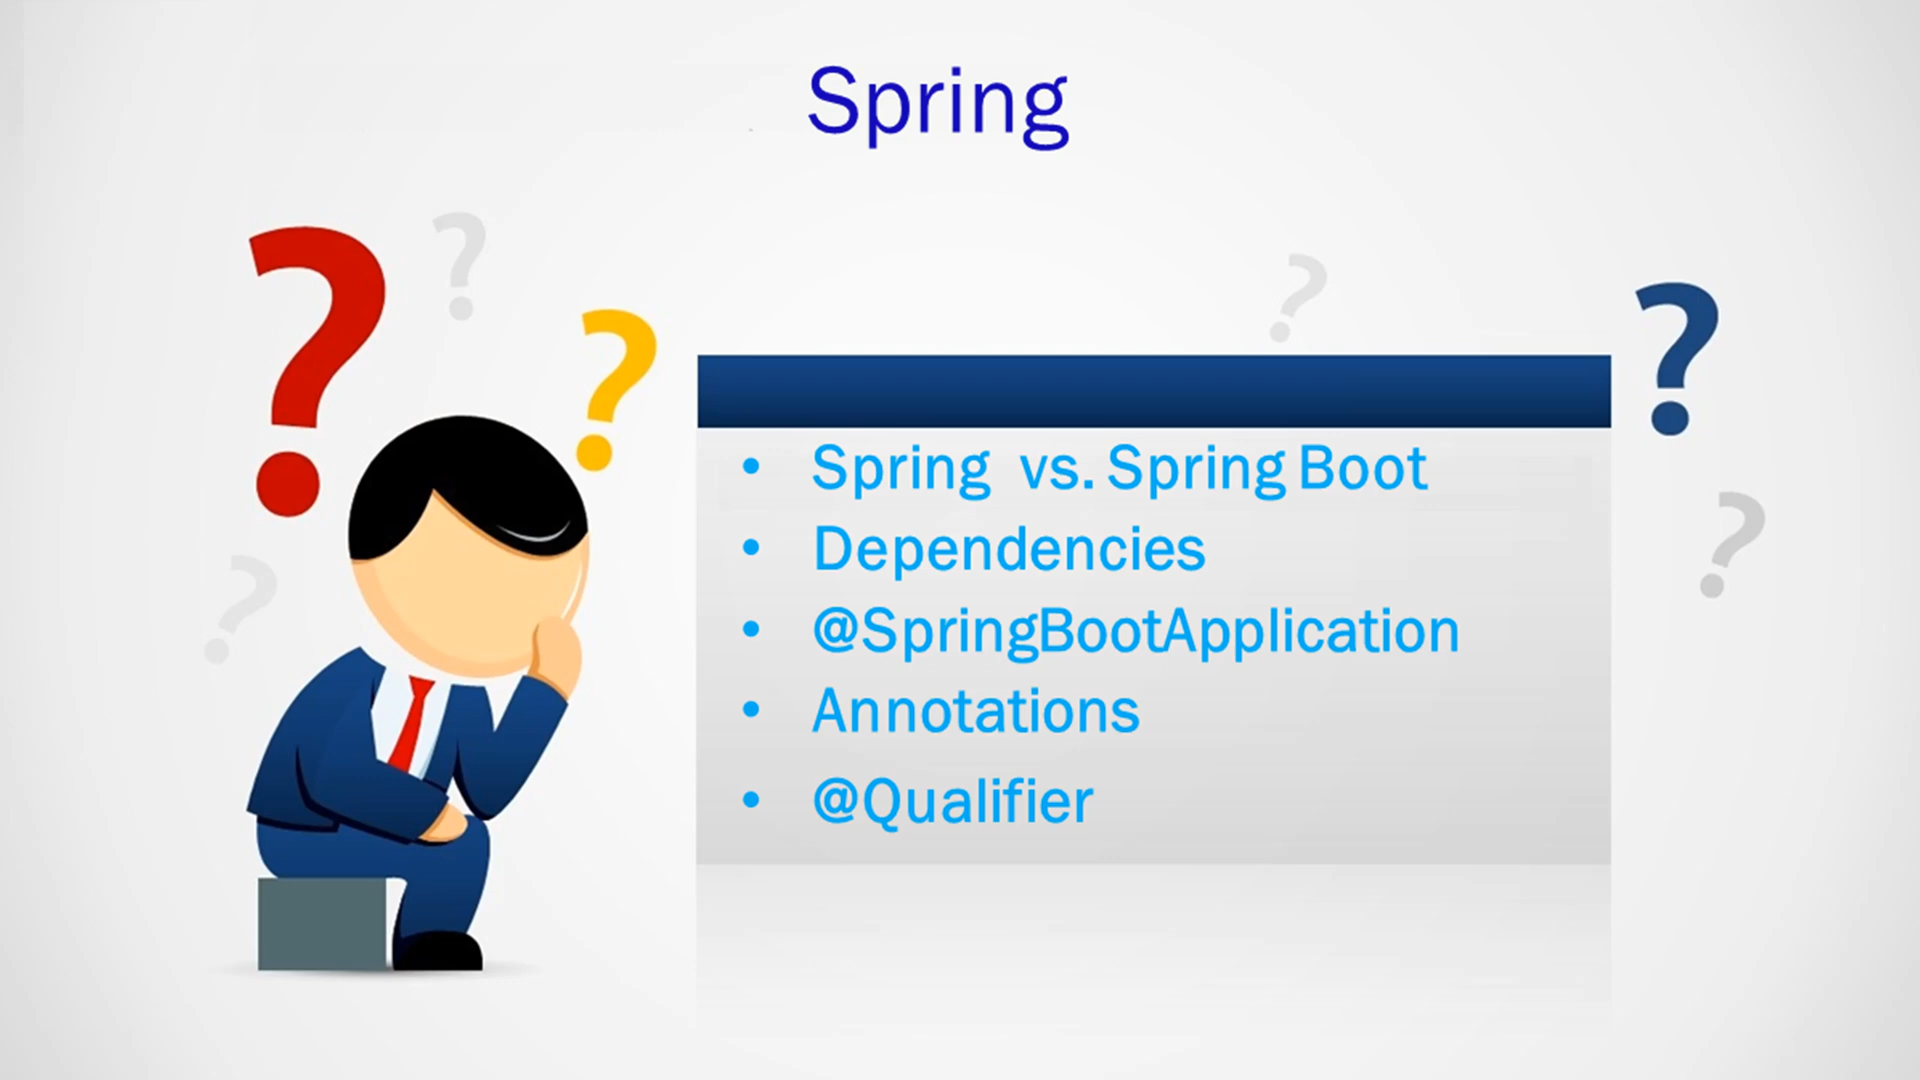 Spring
• Spring vs. Spring Boot
• Dependencies
• @SpringBootApplication
• Annotations
• @Qualifier